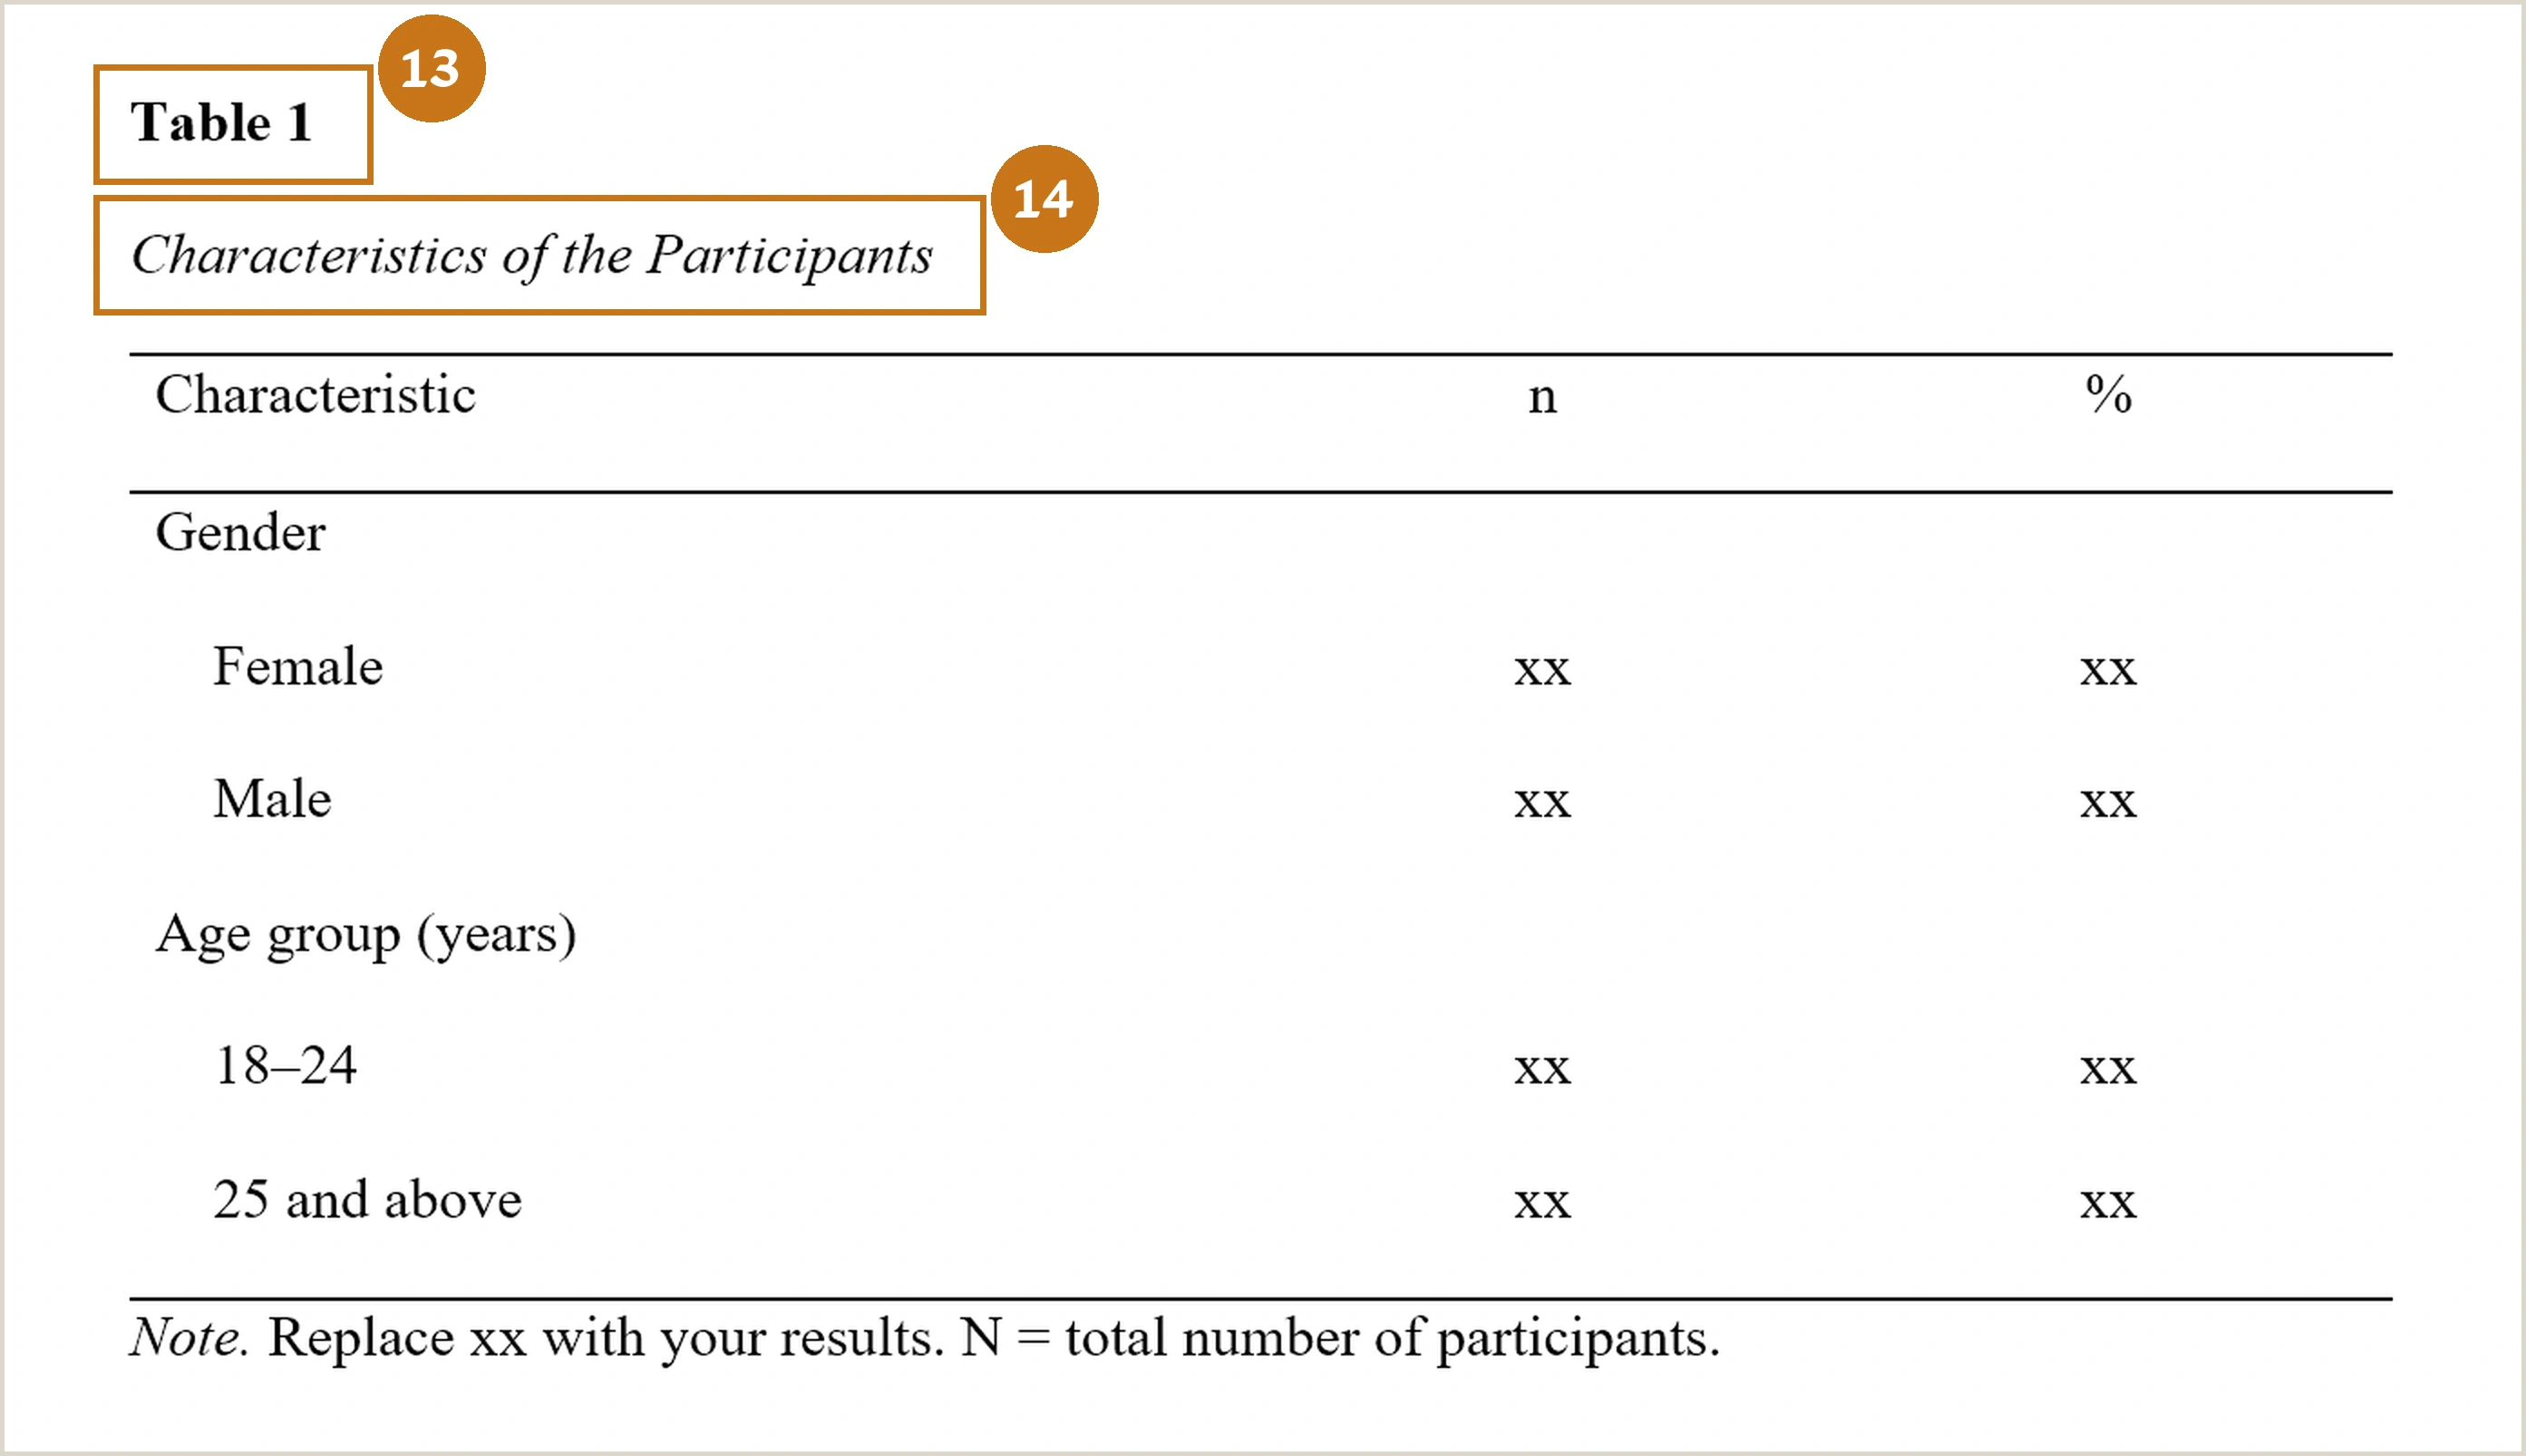 13
Table 1
14
Characteristics of the Participants
Characteristic n %
Gender
Female xx xx
Male xx xx
Age group (years)
18–24 xx xx
25 and above xx xx
Note. Replace xx with your results. N = total number of participants.